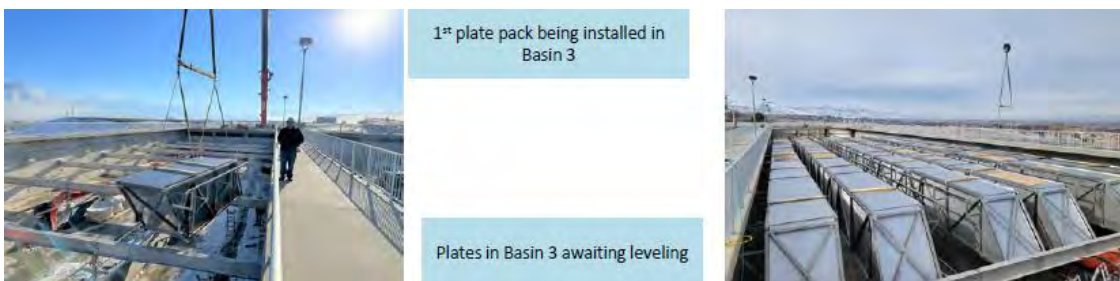 1st plate pack being installed in
Basin 3
Plates in Basin 3 awaiting leveling